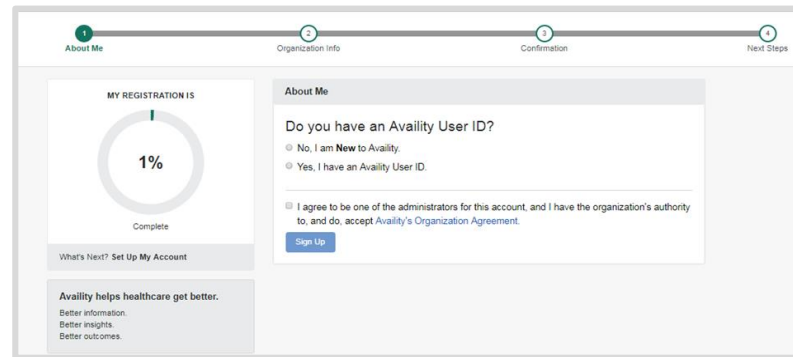 1
2
3
4
About Me
Organization Info
Confirmation
Next Steps
MY REGISTRATION IS
1%
Complete
What's Next? Set Up My Account
Availity helps healthcare get better.
Better information.
Better insights.
Better outcomes.
About Me
Do you have an Availity User ID?
No, I am New to Availity.
Yes, I have an Availity User ID.
I agree to be one of the administrators for this account, and I have the organization's authority
to, and do, accept Availity's Organization Agreement.
Sign Up